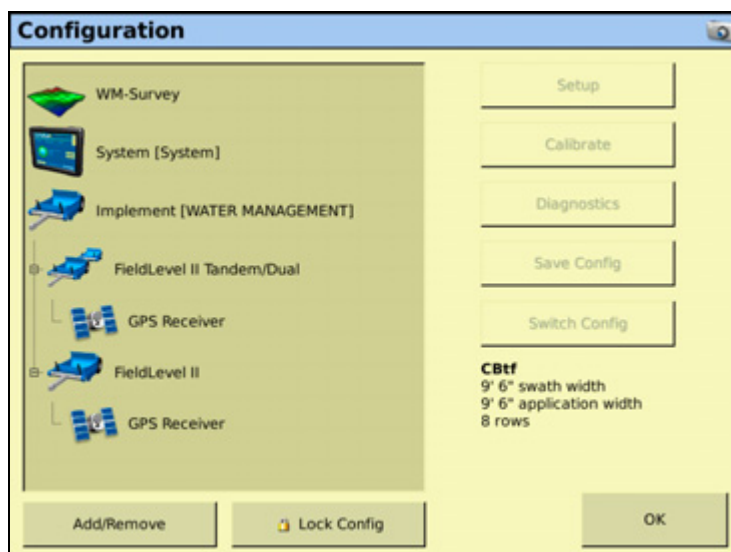 Configuration
WM-Survey
System [System]
Implement [WATER MANAGEMENT]
FieldLevel II Tandem/Dual
GPS Receiver
FieldLevel II
GPS Receiver
Add/Remove
Lock Config
Setup
Calibrate
Diagnostics
Save Config
Switch Config
CBtf
9' 6" swath width
9' 6" application width
8 rows
OK